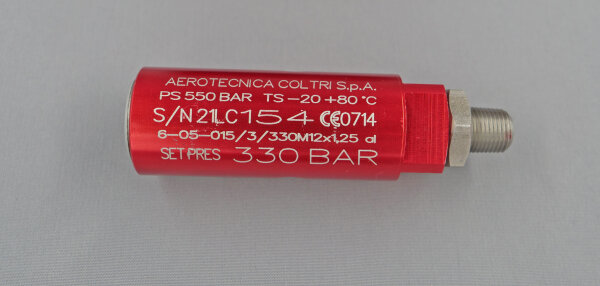 AEROTECNICA COLTRI S.p.A.
PS 550 BAR TS -20 +80 °C
S/N 21LC154 CE0714
6-05-015/3/330M12x1,25 al
SET PRES 330 BAR